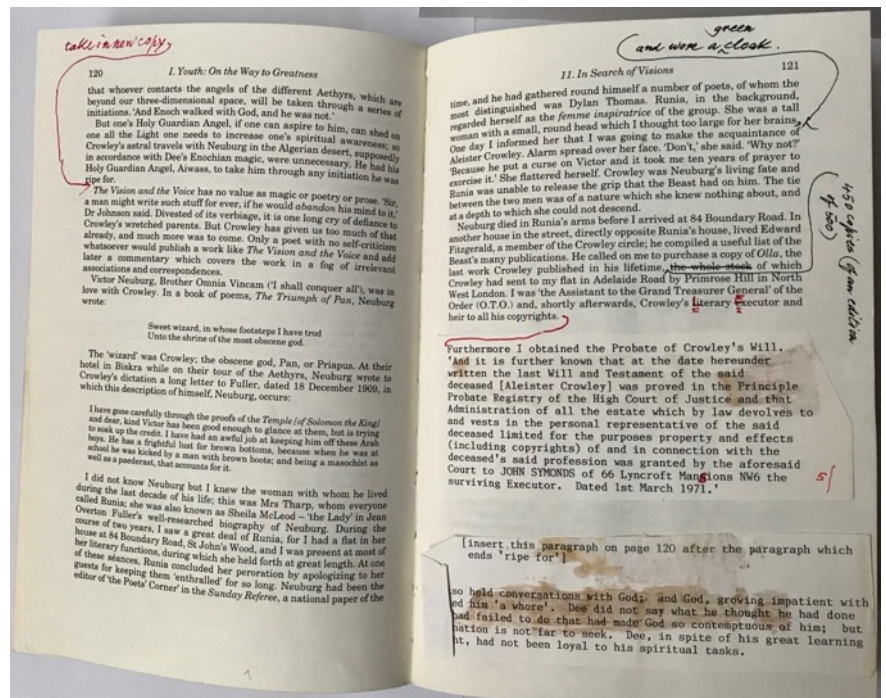 take in new copy
120 I. Youth: On the Way to Greatness
that whoever contacts the angels of the different Aethyrs, which are
beyond our three-dimensional space, will be taken through a series of
initiations. 'And Enoch walked with God, and he was not.'
But one's Holy Guardian Angel, if one can aspire to him, can shed on
one all the Light one needs to increase one's spiritual awareness; so
Crowley's astral travels with Neuburg in the Algerian desert, supposedly
in accordance with Dee's Enochian magic, were unnecessary. He had his
Holy Guardian Angel, Aiwass, to take him through any initiation he was
ripe for.
The Vision and the Voice has no value as magic or poetry or prose. 'Sir,
a man might write such stuff for ever, if he would abandon his mind to it,'
Dr Johnson said. Divested of its verbiage, it is one long cry of defiance to
Crowley's wretched parents. But Crowley has given us too much of that
already, and much more was to come. Only a poet with no self-criticism
whatsoever would publish a work like The Vision and the Voice and add
later a commentary which covers the work in a fog of irrelevant
associations and correspondences.
Victor Neuburg, Brother Omnia Vincam ('I shall conquer all'), was in
love with Crowley. In a book of poems, The Triumph of Pan, Neuburg
wrote:
Sweet wizard, in whose footsteps I have trod
Unto the shrine of the most obscene god.
The 'wizard' was Crowley; the obscene god, Pan, or Priapus. At their
hotel in Biskra while on their tour of the Aethyrs, Neuburg wrote to
Crowley's dictation a long letter to Fuller, dated 18 December 1909, in
which this description of himself, Neuburg, occurs:
I have gone carefully through the proofs of the Temple [of Solomon the King]
and dear, kind Victor has been good enough to glance at them, but is trying
to soak up the credit. I have had an awful job at keeping him off these Arab
boys. He has a frightful lust for brown bottoms, because when he was at
school he was kicked by a man with brown boots; and being a masochist as
well as a paederast, that accounts for it.
I did not know Neuburg but I knew the woman with whom he lived
during the last decade of his life; this was Mrs Tharp, whom everyone
called Runia; she was also known as Sheila McLeod – 'the Lady' in Jean
Overton Fuller's well-researched biography of Neuburg. During the
course of two years, I saw a great deal of Runia, for I had a flat in her
house at 84 Boundary Road, St John's Wood, and I was present at most of
her literary functions, during which she held forth at great length. At one
of these séances, Runia concluded her peroration by apologizing to her
guests for keeping them 'enthralled' for so long. Neuburg had been the
editor of 'the Poets' Corner' in the Sunday Referee, a national paper of the
green
and wore a cloak.
11. In Search of Visions 121
time, and he had gathered round himself a number of poets, of whom the
most distinguished was Dylan Thomas. Runia, in the background,
regarded herself as the femme inspiratrice of the group. She was a tall
woman with a small, round head which I thought too large for her brains,
One day I informed her that I was going to make the acquaintance of
Aleister Crowley. Alarm spread over her face. 'Don't,' she said. 'Why not?'
'Because he put a curse on Victor and it took me ten years of prayer to
exorcise it.' She flattered herself. Crowley was Neuburg's living fate and
Runia was unable to release the grip that the Beast had on him. The tie
between the two men was of a nature which she knew nothing about, and
at a depth to which she could not descend.
Neuburg died in Runia's arms before I arrived at 84 Boundary Road. In
another house in the street, directly opposite Runia's house, lived Edward
Fitzgerald, a member of the Crowley circle; he compiled a useful list of the
Beast's many publications. He called on me to purchase a copy of Olla, the
last work Crowley published in his lifetime, the whole stock of which
Crowley had sent to my flat in Adelaide Road by Primrose Hill in North
West London. I was 'the Assistant to the Grand Treasurer General' of the
Order (O.T.O.) and, shortly afterwards, Crowley's literary executor and
heir to all his copyrights.
450 copies (of an edition
of 500)
Furthermore I obtained the Probate of Crowley's Will.
'And it is further known that at the date hereunder
written the last Will and Testament of the said
deceased [Aleister Crowley] was proved in the Principle
Probate Registry of the High Court of Justice and that
Administration of all the estate which by law devolves to
and vests in the personal representative of the said
deceased limited for the purposes property and effects
(including copyrights) of and in connection with the
deceased's said profession was granted by the aforesaid
Court to JOHN SYMONDS of 66 Lyncroft Mansions NW6 the
surviving Executor. Dated 1st March 1971.'
s/
[insert this paragraph on page 120 after the paragraph which
ends 'ripe for']
so held conversations with God; and God, growing impatient with
ed him 'a whore'. Dee did not say what he thought he had done
had failed to do that had made God so contemptuous of him; but
nation is not far to seek. Dee, in spite of his great learning
ht, had not been loyal to his spiritual tasks.